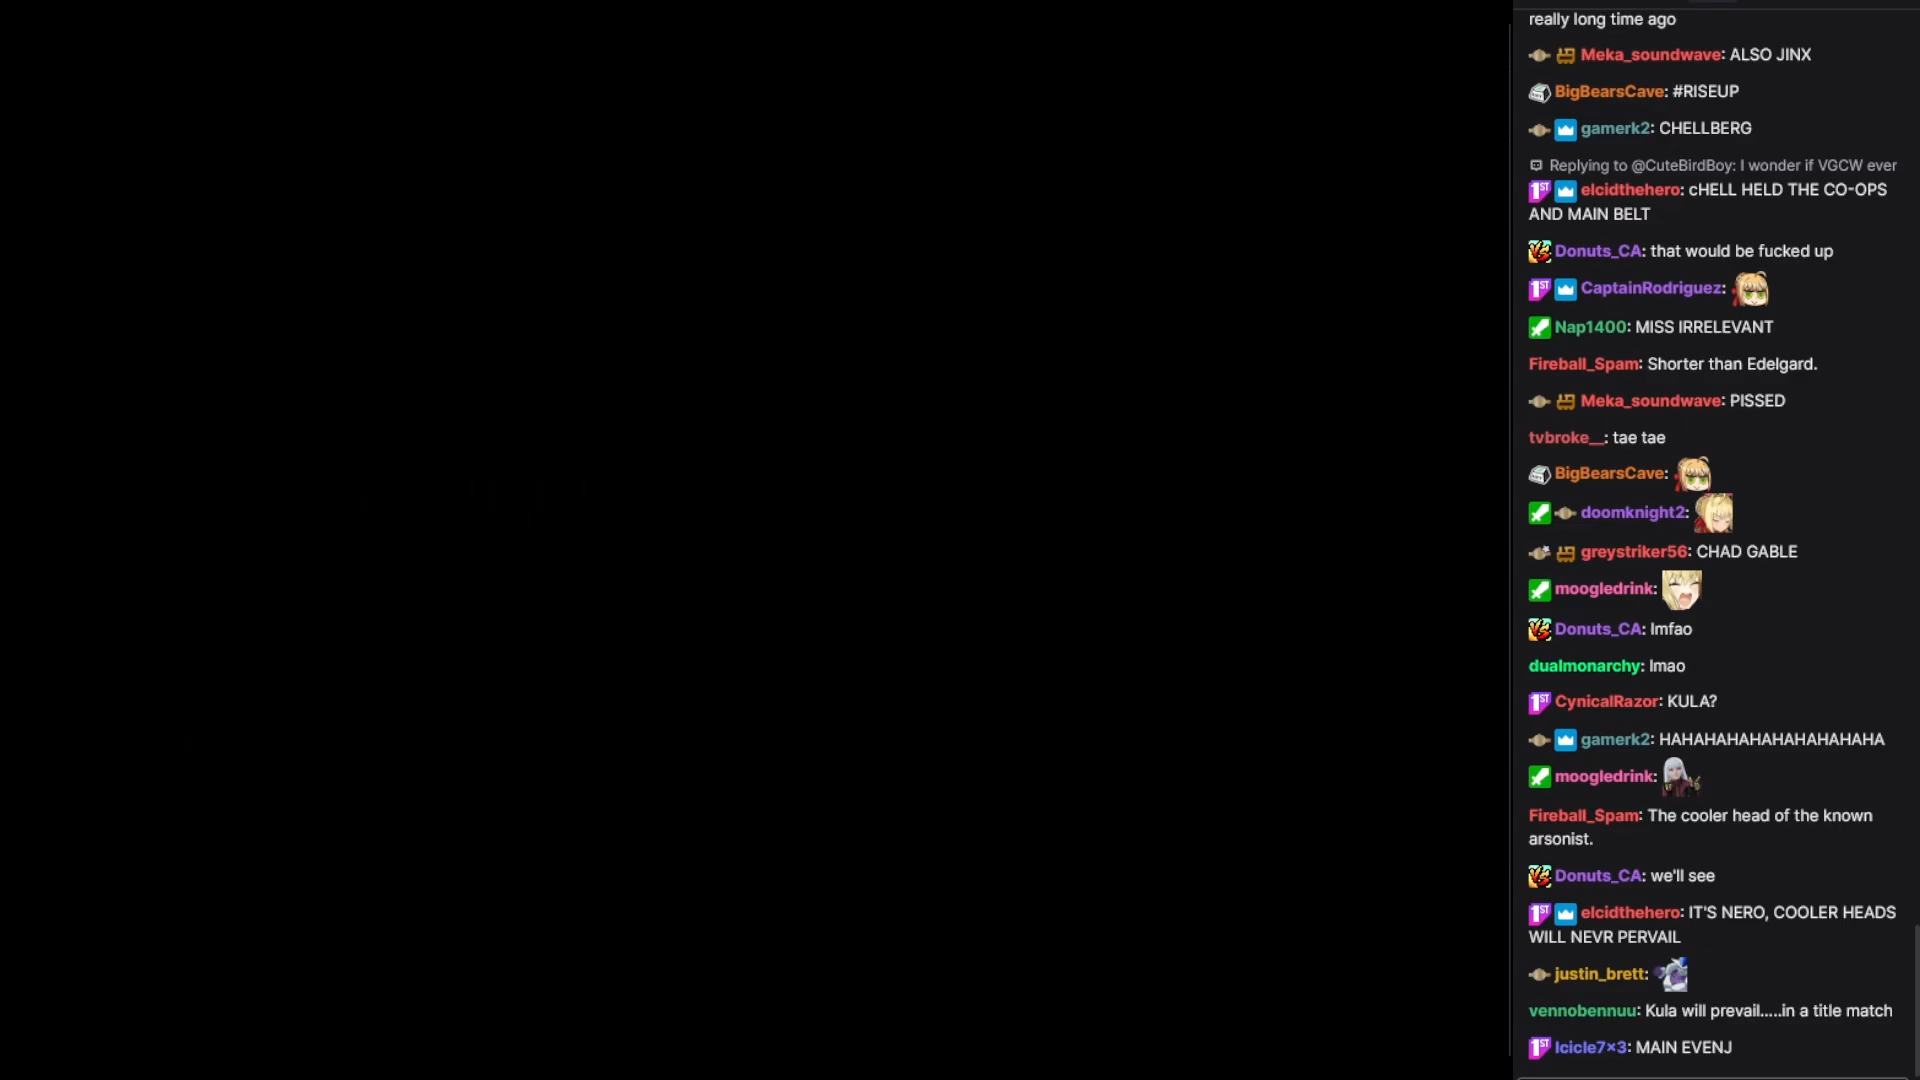 really long time ago
Meka_soundwave: ALSO JINX
BigBearsCave: #RISEUP
gamerk2: CHELLBERG
Replying to @CuteBirdBoy: I wonder if VGCW ever
elcidthehero: cHELL HELD THE CO-OPS
AND MAIN BELT
Donuts_CA: that would be fucked up
CaptainRodriguez:
Nap1400: MISS IRRELEVANT
Fireball_Spam: Shorter than Edelgard.
Meka_soundwave: PISSED
tvbroke__: tae tae
BigBearsCave:
doomknight2:
greystriker56: CHAD GABLE
moogledrink:
Donuts_CA: lmfao
dualmonarchy: lmao
CynicalRazor: KULA?
gamerk2: HAHAHAHAHAHAHAHAHAHA
moogledrink:
Fireball_Spam: The cooler head of the known
arsonist.
Donuts_CA: we'll see
elcidthehero: IT'S NERO, COOLER HEADS
WILL NEVR PERVAIL
justin_brett:
vennobennuu: Kula will prevail.....in a title match
Icicle7x3: MAIN EVENJ